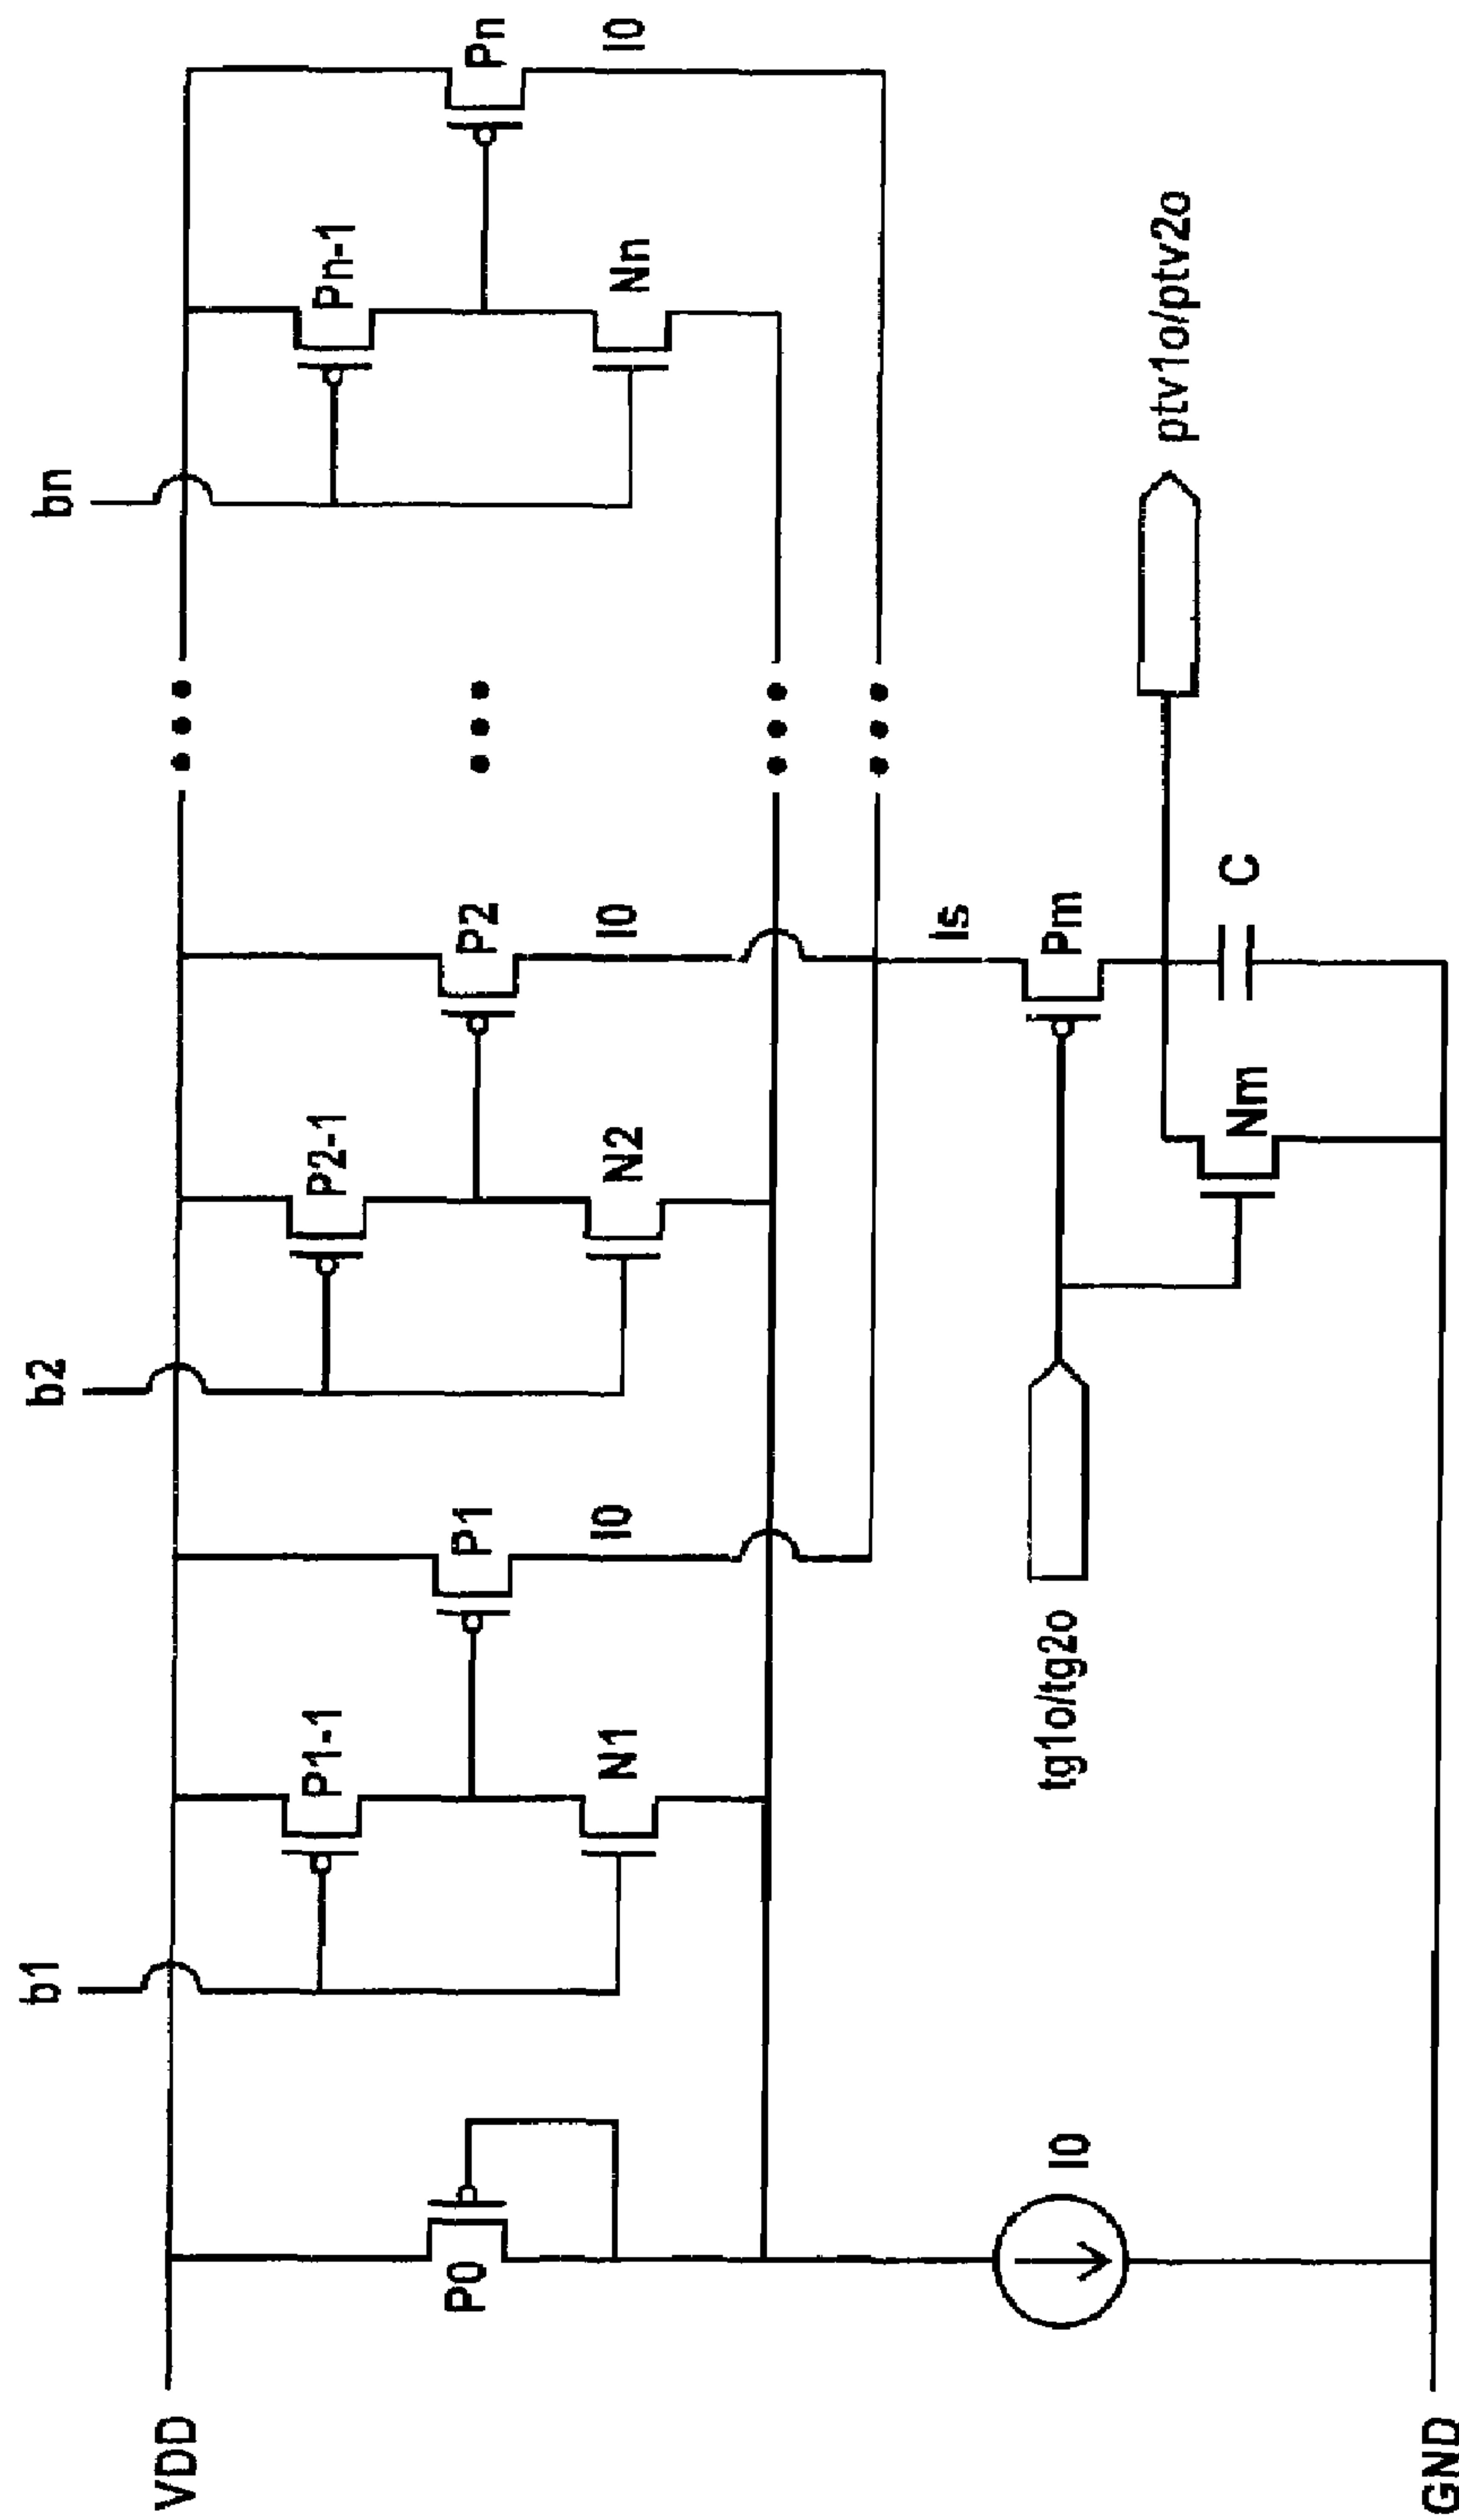 b1
b2
bn
VDD
P1-1
P2-1
Pn-1
P0
P1
P2
Pn
N1
I0
N2
I0
Nn
I0
Is
I0
tg1o/tg2o
Pm
Nm
C
ptv1o/ptv2o
GND